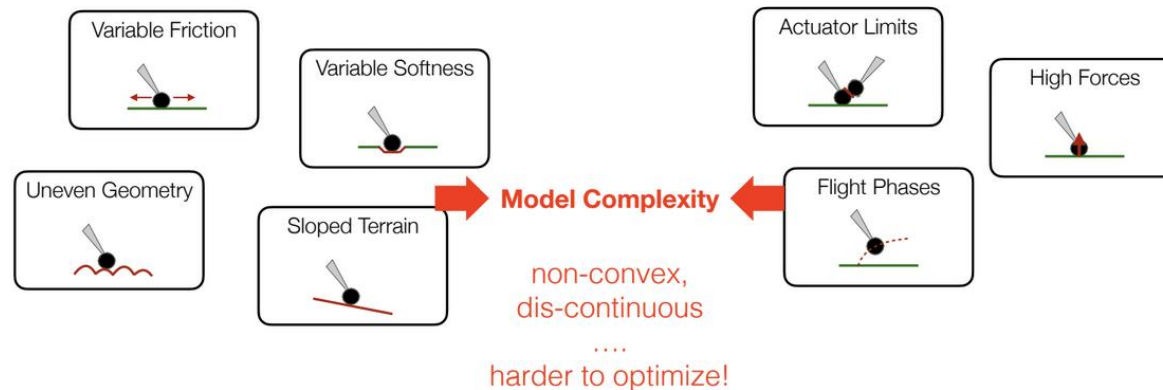 Variable Friction
Variable Softness
Uneven Geometry
Sloped Terrain
Actuator Limits
High Forces
Flight Phases
Model Complexity
non-convex,
dis-continuous
....
harder to optimize!